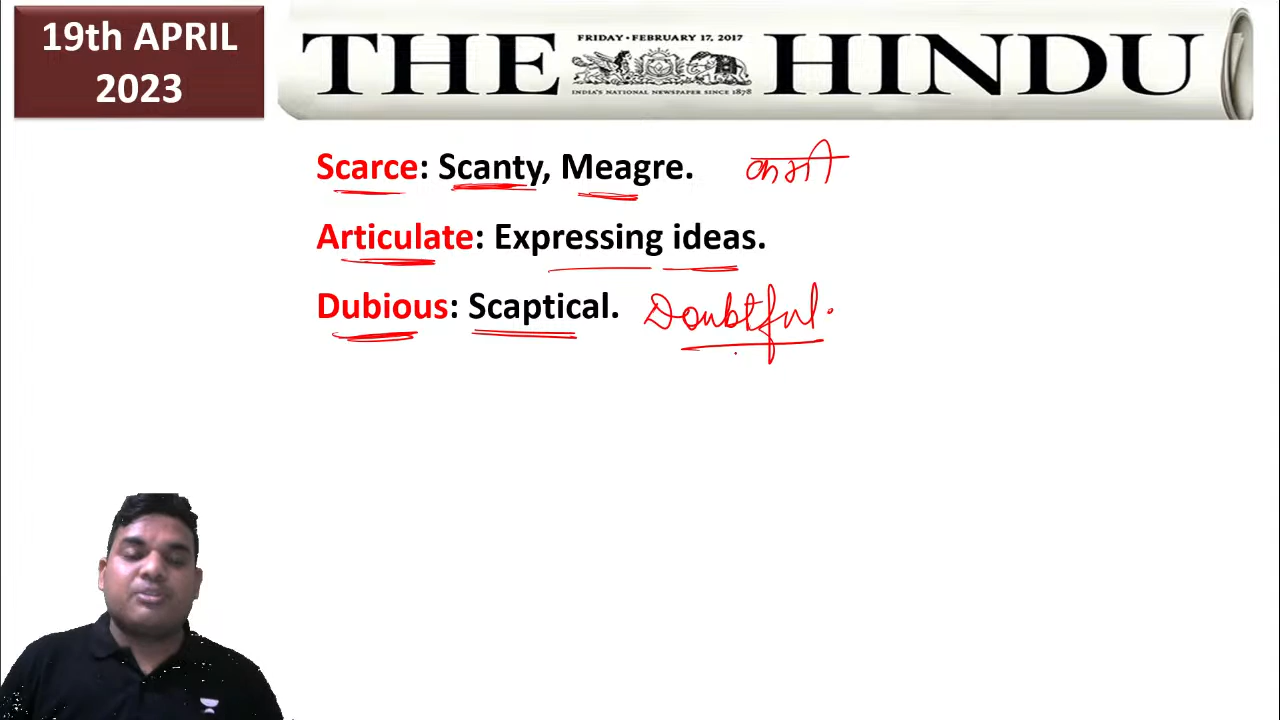 19th APRIL
2023
FRIDAY • FEBRUARY 17, 2017
THE HINDU
INDIA'S NATIONAL NEWSPAPER SINCE 1878
Scarce: Scanty, Meagre. कमी
Articulate: Expressing ideas.
Dubious: Scaptical. Doubtful.